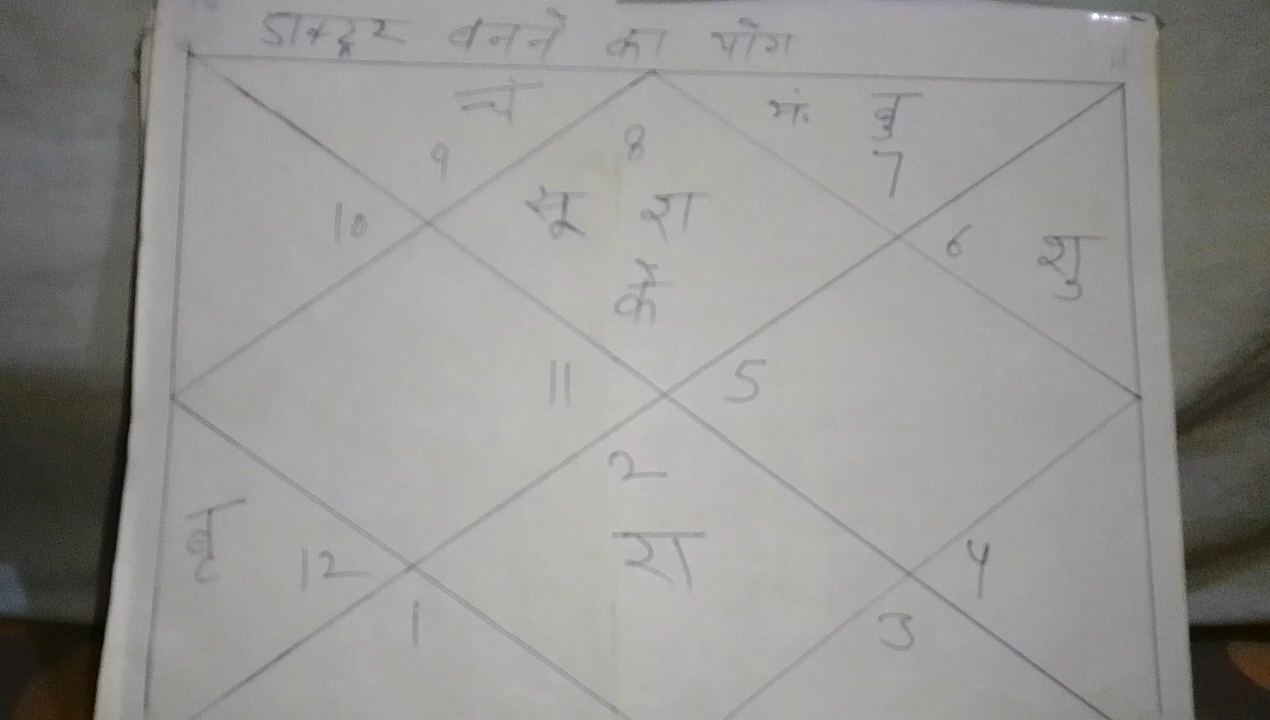 डाक्टर बनने का योग
चं मं. बु
9 8 7
10 सू रा 6 शु
के
11 5
2
बृ 12 रा 4
1 3